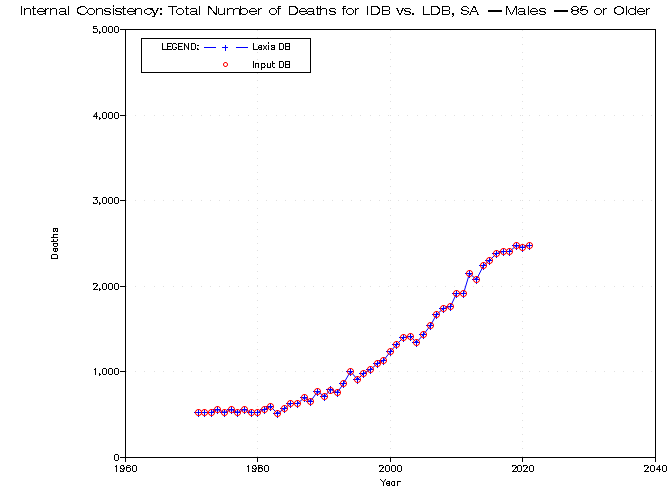 Internal Consistency: Total Number of Deaths for IDB vs. LDB, SA — Males — 85 or Older
LEGEND: — + — Lexis DB
Input DB
5,000
4,000
3,000
2,000
1,000
0
Deaths
1960 1980 2000 2020 2040
Year